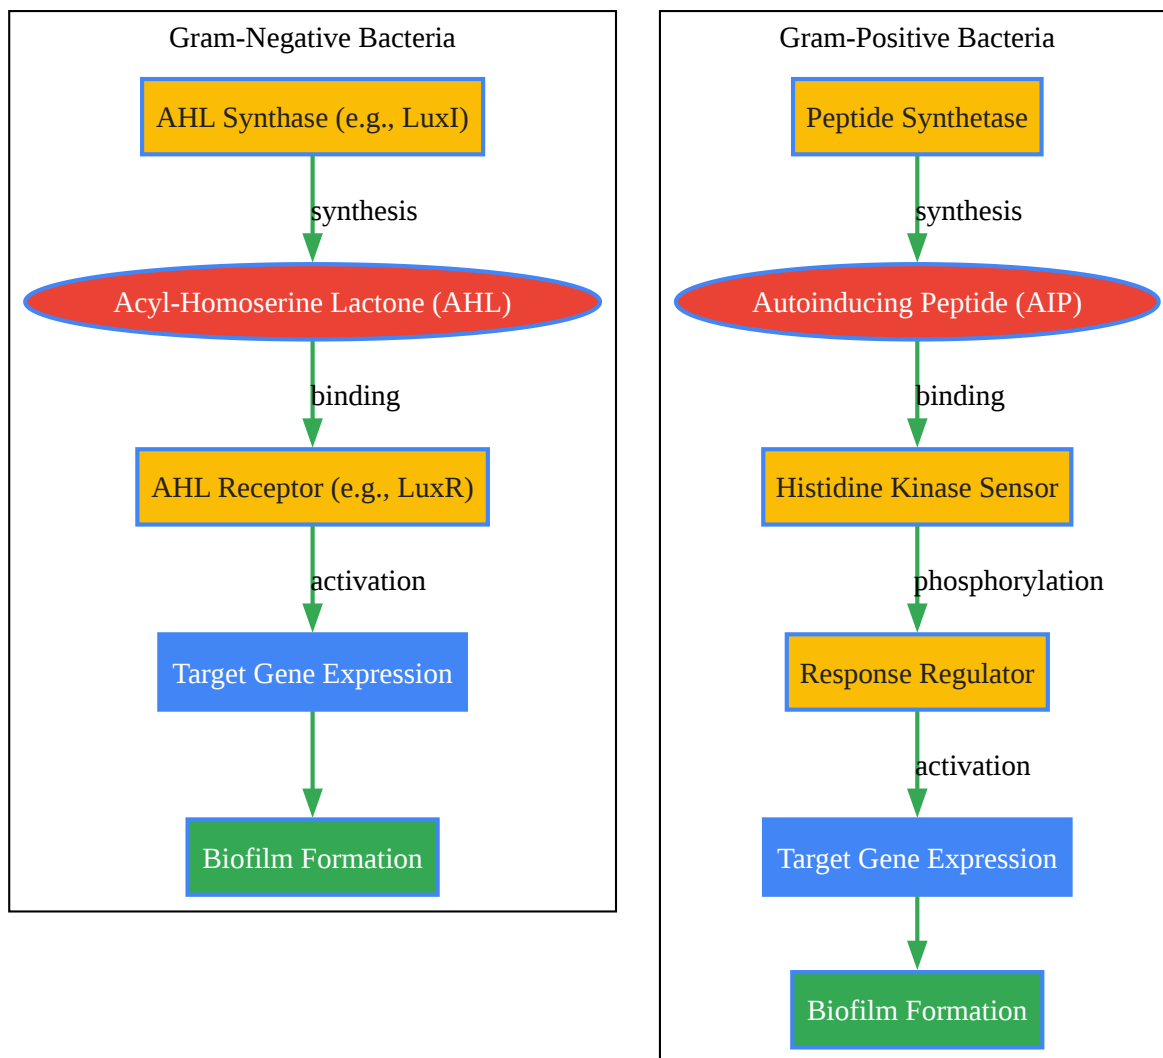 Gram-Negative Bacteria
AHL Synthase (e.g., LuxI)
synthesis
Acyl-Homoserine Lactone (AHL)
binding
AHL Receptor (e.g., LuxR)
activation
Target Gene Expression
Biofilm Formation
Gram-Positive Bacteria
Peptide Synthetase
synthesis
Autoinducing Peptide (AIP)
binding
Histidine Kinase Sensor
phosphorylation
Response Regulator
activation
Target Gene Expression
Biofilm Formation